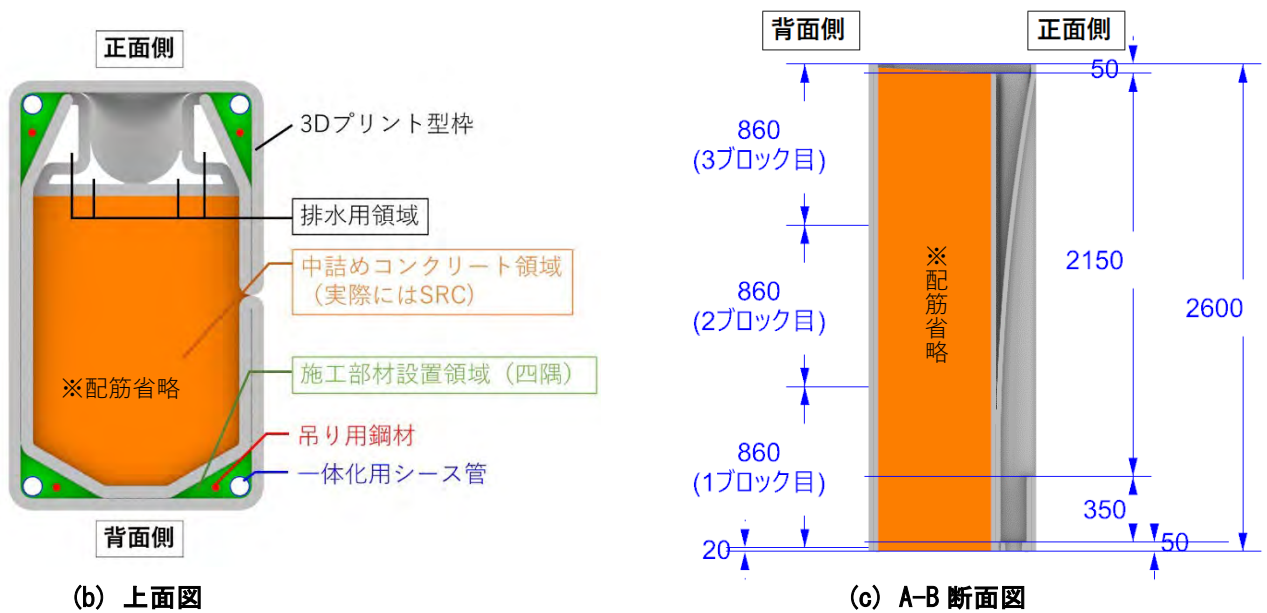 正面側
3Dプリント型枠
排水用領域
中詰めコンクリート領域
（実際にはSRC）
※配筋省略
施工部材設置領域（四隅）
吊り用鋼材
一体化用シース管
背面側
(b) 上面図
背面側
正面側
50
860
(3ブロック目)
860
(2ブロック目)
860
(1ブロック目)
20
※配筋省略
2150
2600
350
50
(c) A-B 断面図